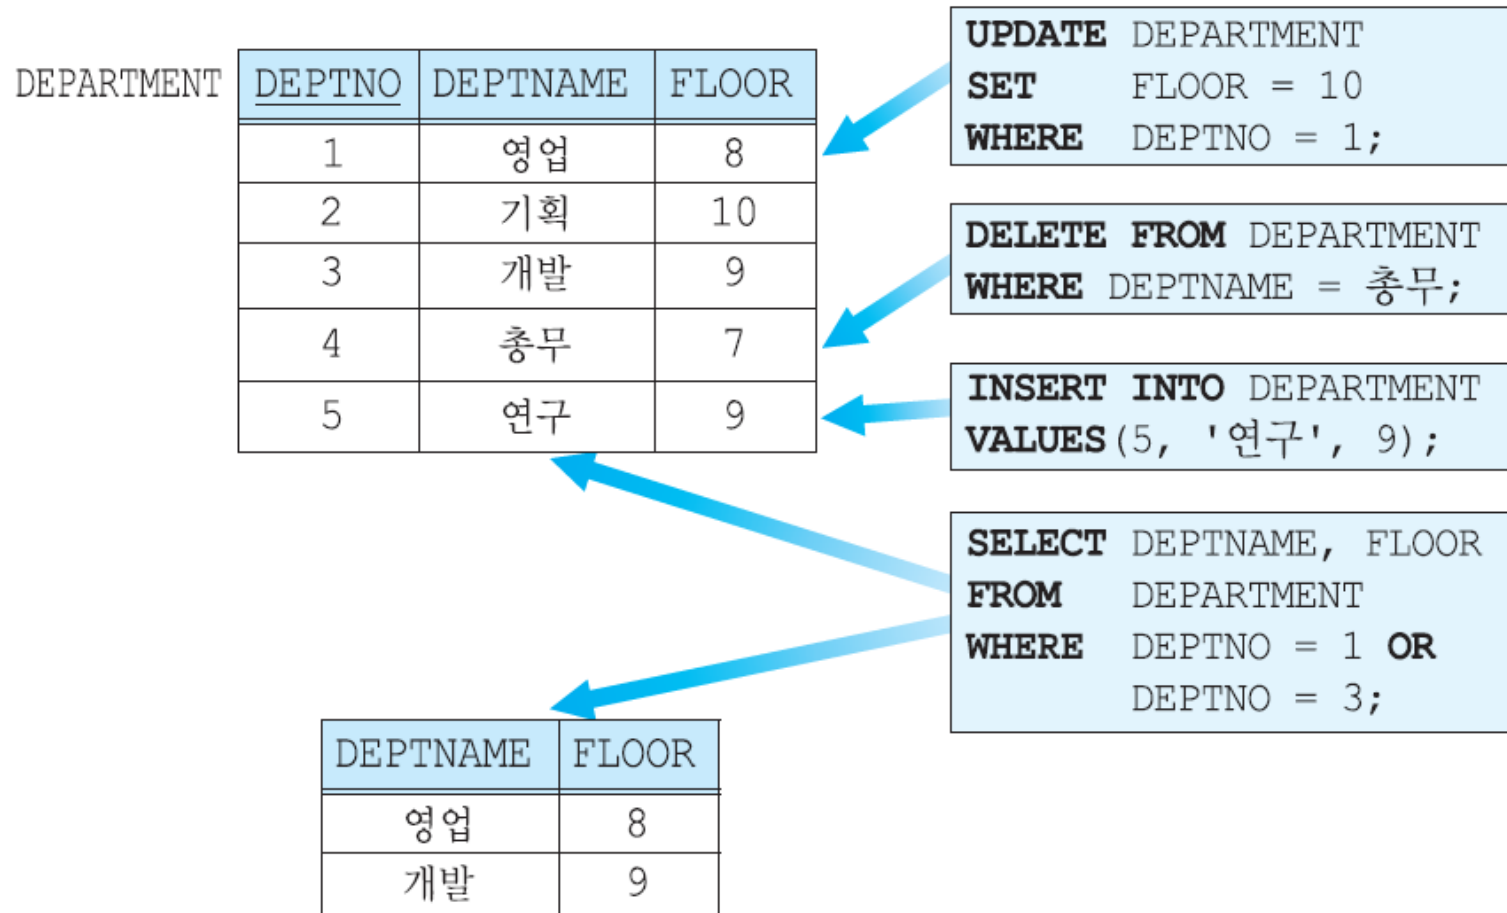 DEPARTMENT
DEPTNO DEPTNAME FLOOR
1 영업 8
2 기획 10
3 개발 9
4 총무 7
5 연구 9
UPDATE DEPARTMENT
SET FLOOR = 10
WHERE DEPTNO = 1;
DELETE FROM DEPARTMENT
WHERE DEPTNAME = 총무;
INSERT INTO DEPARTMENT
VALUES(5, '연구', 9);
SELECT DEPTNAME, FLOOR
FROM DEPARTMENT
WHERE DEPTNO = 1 OR
DEPTNO = 3;
DEPTNAME FLOOR
영업 8
개발 9